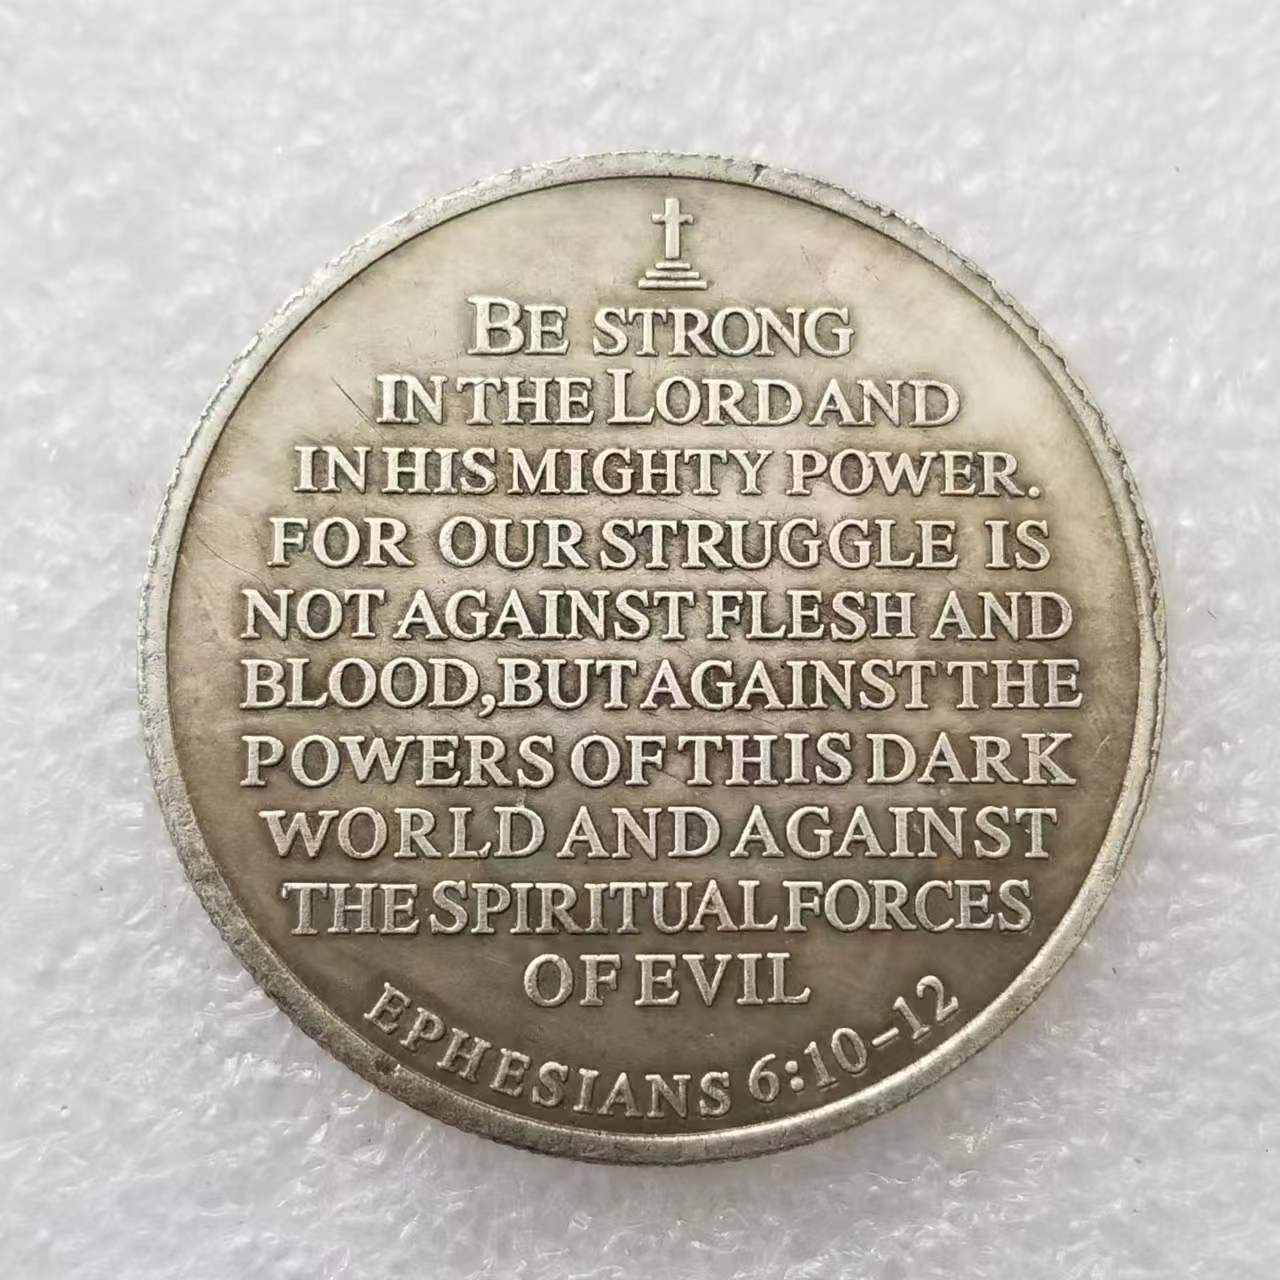 BE STRONG
IN THE LORD AND
IN HIS MIGHTY POWER.
FOR OUR STRUGGLE IS
NOT AGAINST FLESH AND
BLOOD, BUT AGAINST THE
POWERS OF THIS DARK
WORLD AND AGAINST
THE SPIRITUAL FORCES
OF EVIL
EPHESIANS 6:10-12